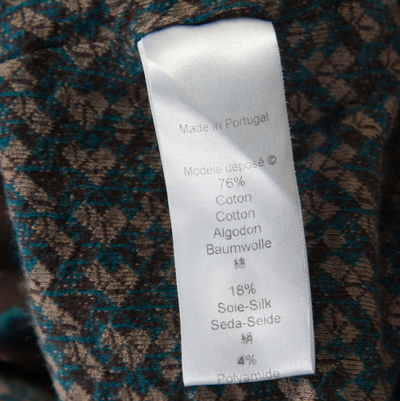 Made in Portugal
Modele déposé ©
76%
Coton
Cotton
Algodon
Baumwolle
綿
18%
Soie-Silk
Seda-Seide
絹
4%
Polyamide